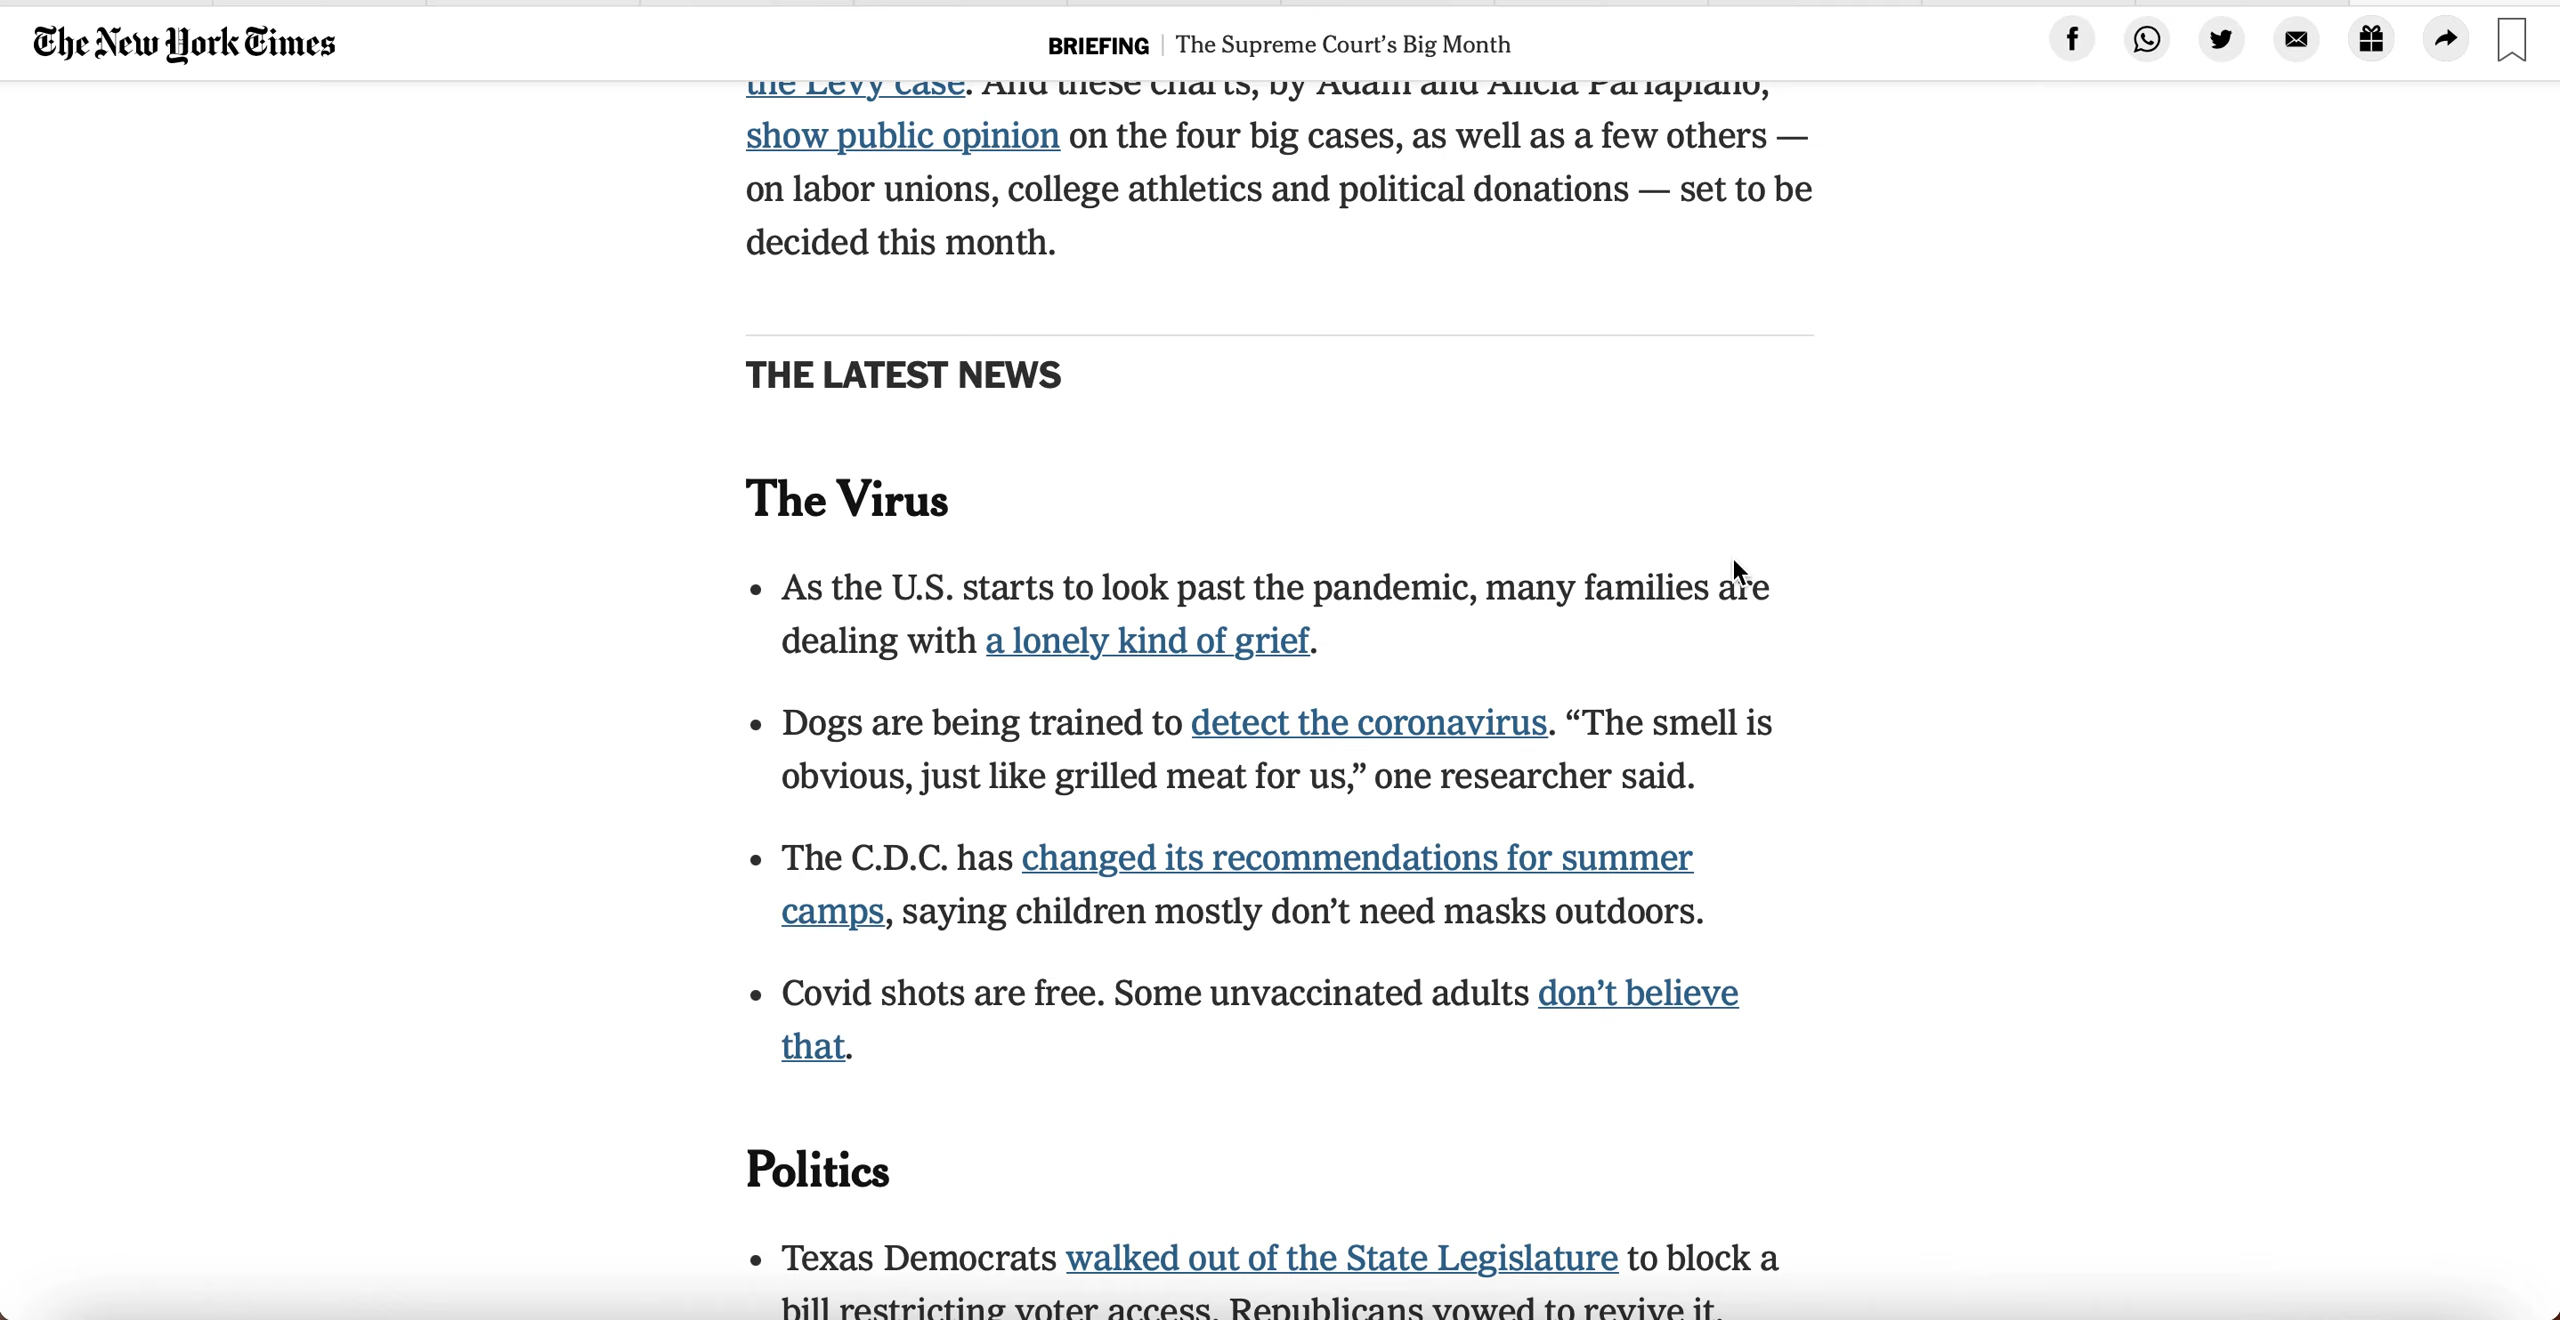 The New York Times
BRIEFING | The Supreme Court’s Big Month
the Levy case. And these charts, by Adam and Alicia Parlapiano,
show public opinion on the four big cases, as well as a few others —
on labor unions, college athletics and political donations — set to be
decided this month.
THE LATEST NEWS
The Virus
• As the U.S. starts to look past the pandemic, many families are
dealing with a lonely kind of grief.
• Dogs are being trained to detect the coronavirus. “The smell is
obvious, just like grilled meat for us,” one researcher said.
• The C.D.C. has changed its recommendations for summer
camps, saying children mostly don’t need masks outdoors.
• Covid shots are free. Some unvaccinated adults don’t believe
that.
Politics
• Texas Democrats walked out of the State Legislature to block a
bill restricting voter access. Republicans vowed to revive it.